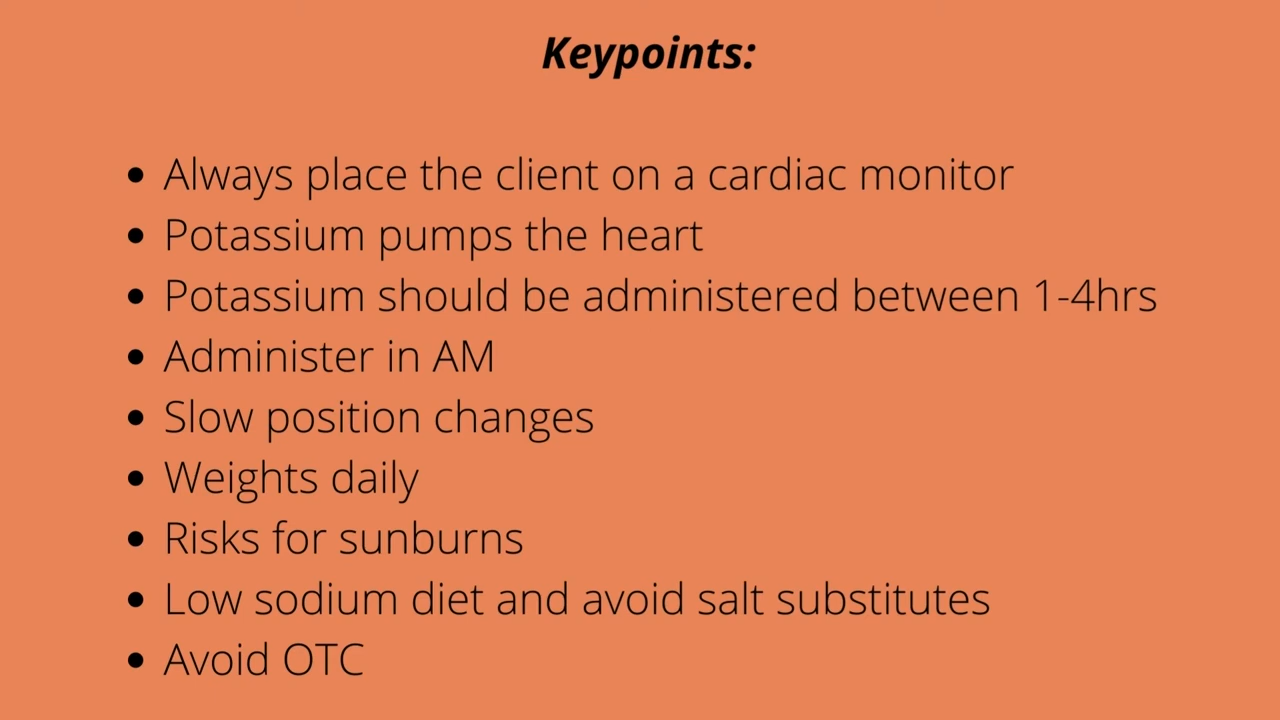 Keypoints:
• Always place the client on a cardiac monitor
• Potassium pumps the heart
• Potassium should be administered between 1-4hrs
• Administer in AM
• Slow position changes
• Weights daily
• Risks for sunburns
• Low sodium diet and avoid salt substitutes
• Avoid OTC